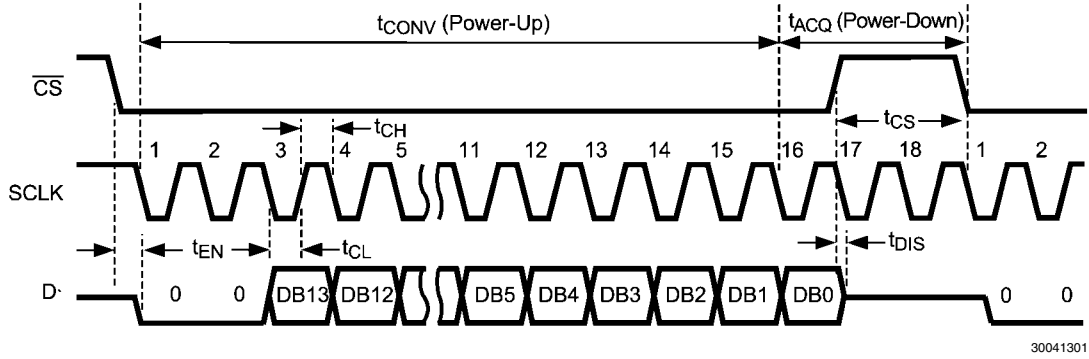 tCONV (Power-Up) tACQ (Power-Down)
CS
tCH tCS
1 2 3 4 5 11 12 13 14 15 16 17 18 1 2
SCLK
tEN tCL tDIS
D
0 0 DB13 DB12 DB5 DB4 DB3 DB2 DB1 DB0 0 0
30041301